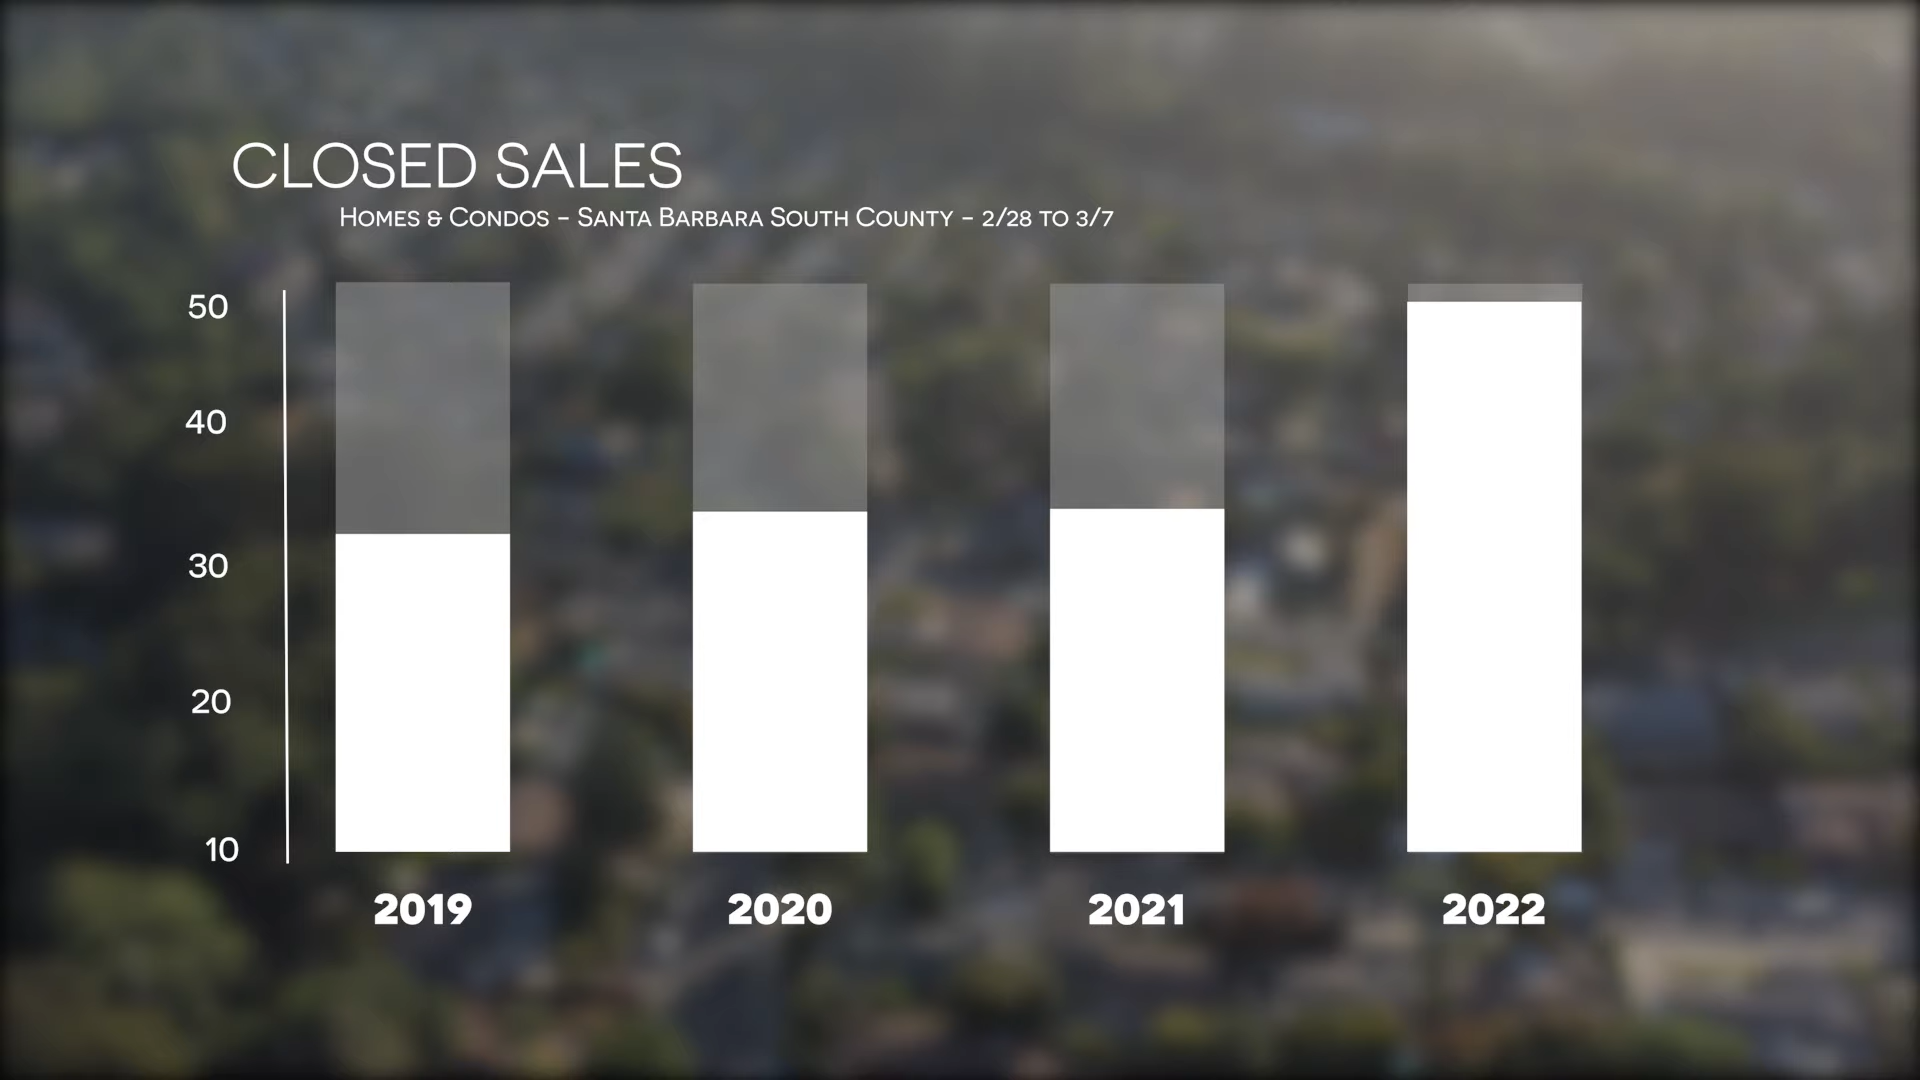 CLOSED SALES
HOMES & CONDOS - SANTA BARBARA SOUTH COUNTY - 2/28 TO 3/7
50
40
30
20
10
2019 2020 2021 2022